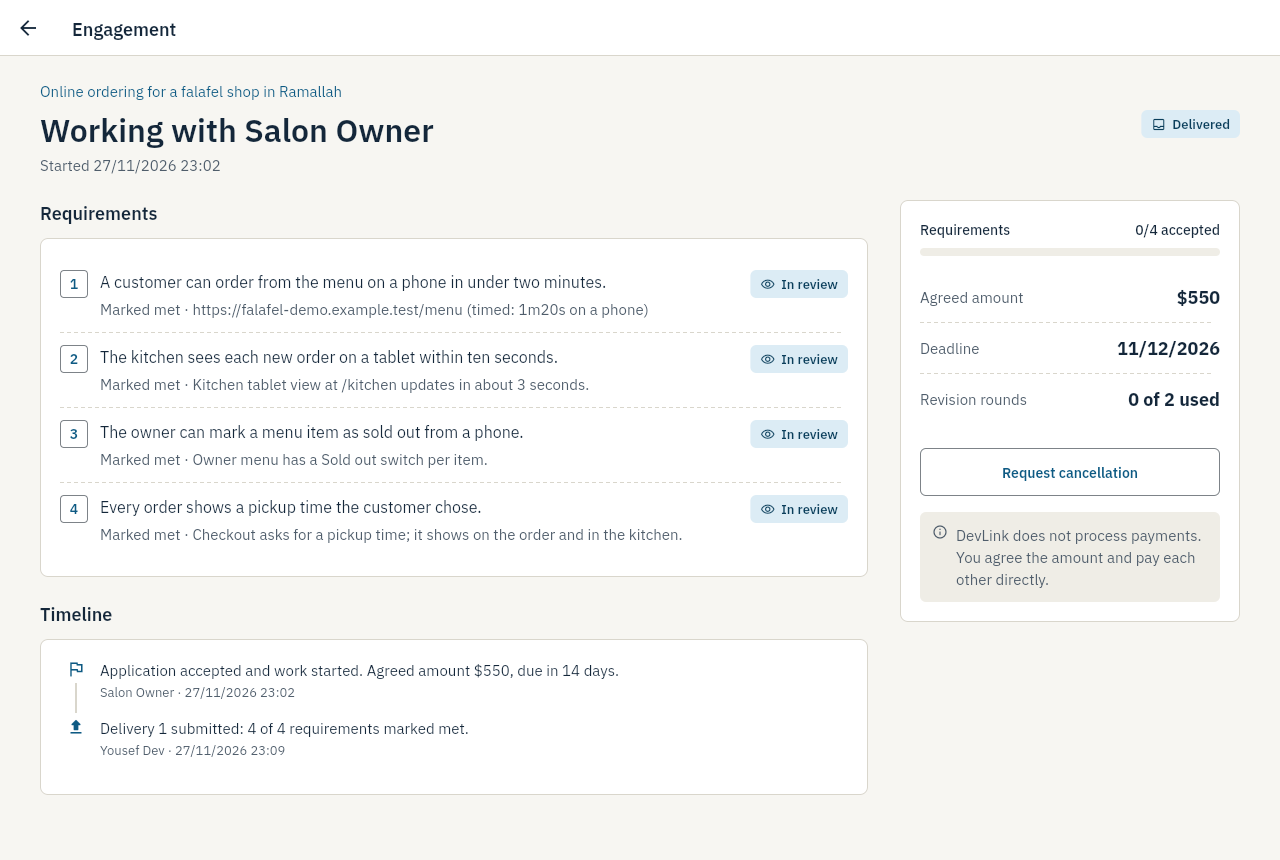 Engagement
Online ordering for a falafel shop in Ramallah
Working with Salon Owner
Delivered
Started 27/11/2026 23:02
Requirements
1
A customer can order from the menu on a phone in under two minutes.
In review
Marked met · https://falafel-demo.example.test/menu (timed: 1m20s on a phone)
2
The kitchen sees each new order on a tablet within ten seconds.
In review
Marked met · Kitchen tablet view at /kitchen updates in about 3 seconds.
3
The owner can mark a menu item as sold out from a phone.
In review
Marked met · Owner menu has a Sold out switch per item.
4
Every order shows a pickup time the customer chose.
In review
Marked met · Checkout asks for a pickup time; it shows on the order and in the kitchen.
Timeline
Application accepted and work started. Agreed amount $550, due in 14 days.
Salon Owner · 27/11/2026 23:02
Delivery 1 submitted: 4 of 4 requirements marked met.
Yousef Dev · 27/11/2026 23:09
Requirements 0/4 accepted
Agreed amount $550
Deadline 11/12/2026
Revision rounds 0 of 2 used
Request cancellation
DevLink does not process payments.
You agree the amount and pay each
other directly.